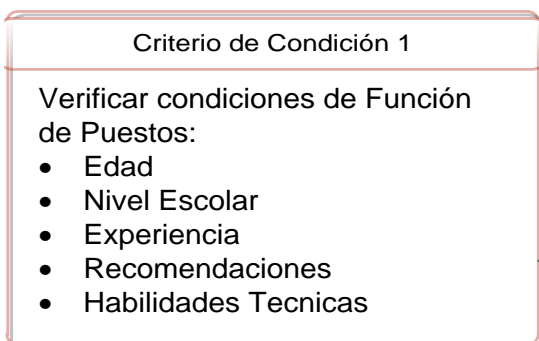 Criterio de Condición 1
Verificar condiciones de Función
de Puestos:
• Edad
• Nivel Escolar
• Experiencia
• Recomendaciones
• Habilidades Tecnicas